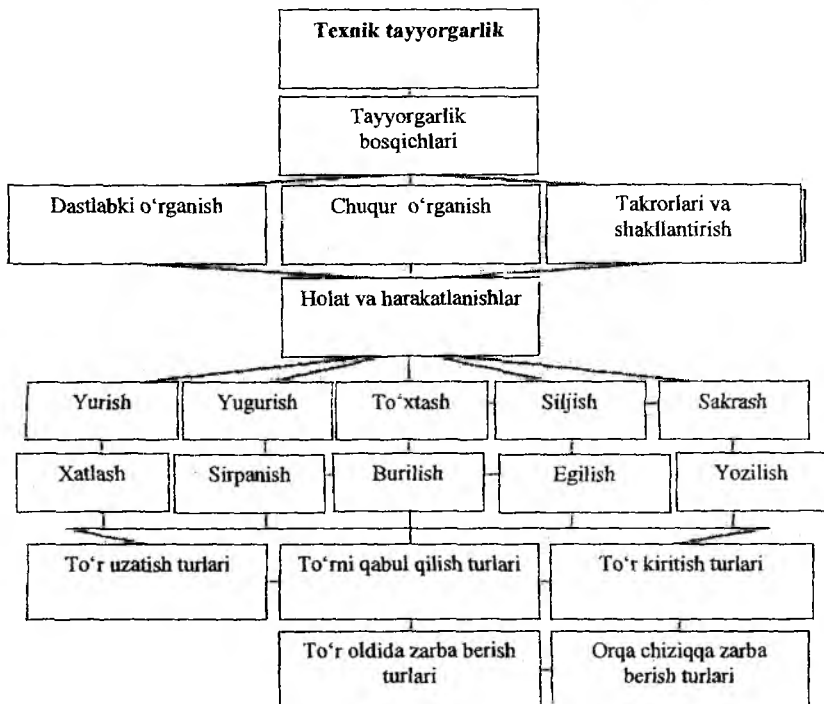 Texnik tayyorgarlik
Tayyorgarlik
bosqichlari
Dastlabki o‘rganish
Chuqur o‘rganish
Takrorlari va
shakllantirish
Holat va harakatlanishlar
Yurish
Yugurish
To‘xtash
Siljish
Sakrash
Xatlash
Sirpanish
Burilish
Egilish
Yozilish
To‘r uzatish turlari
To‘rni qabul qilish turlari
To‘r kiritish turlari
To‘r oldida zarba berish
turlari
Orqa chiziqqa zarba
berish turlari